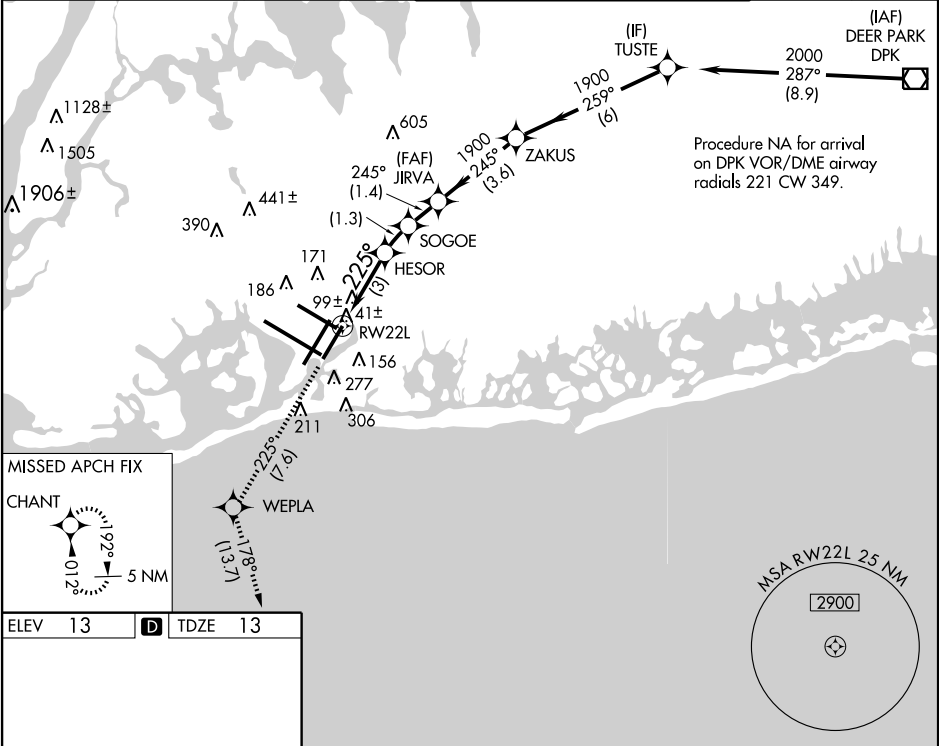 (IAF)
DEER PARK
DPK
(IF)
TUSTE
2000
287°
(8.9)
1900
259°
(6)
ZAKUS
Procedure NA for arrival
on DPK VOR/DME airway
radials 221 CW 349.
1128±
1505
1906±
605
441±
390
1900
245°
(3.6)
(FAF)
JIRVA
245°
(1.4)
(1.3)
SOGOE
HESOR
171
186
225°
(3)
99±
41±
RW22L
156
277
306
211
225°
(7.6)
WEPLA
178°
(13.7)
MISSED APCH FIX
CHANT
192°
012°
5 NM
ELEV 13 D TDZE 13
MSA RW22L 25 NM
2900